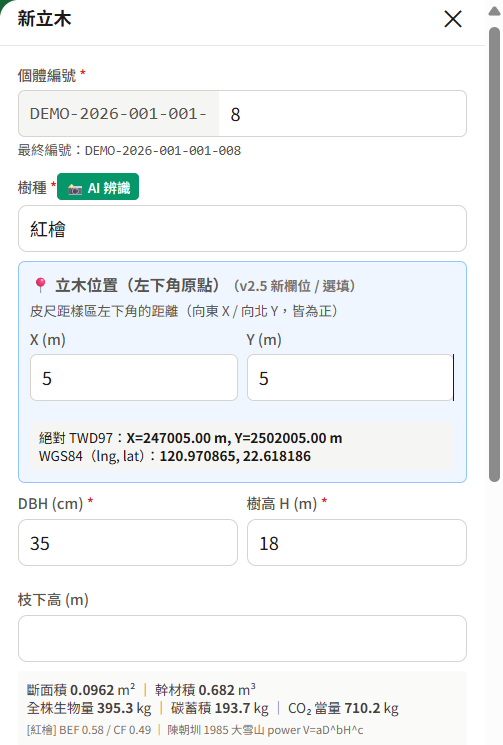 新立木
個體編號 *
DEMO-2026-001-001- 8
最終編號：DEMO-2026-001-001-008
樹種 * 📷 AI 辨識
紅檜
📍 立木位置（左下角原點）（v2.5 新欄位 / 選填）
皮尺距樣區左下角的距離（向東 X / 向北 Y，皆為正）
X (m) Y (m)
5 5
絕對 TWD97：X=247005.00 m, Y=2502005.00 m
WGS84（lng, lat）：120.970865, 22.618186
DBH (cm) * 樹高 H (m) *
35 18
枝下高 (m)
斷面積 0.0962 m² ｜ 幹材積 0.682 m³
全株生物量 395.3 kg ｜ 碳蓄積 193.7 kg ｜ CO₂ 當量 710.2 kg
[紅檜] BEF 0.58 / CF 0.49 ｜ 陳朝圳 1985 大雪山 power V=aD^bH^c